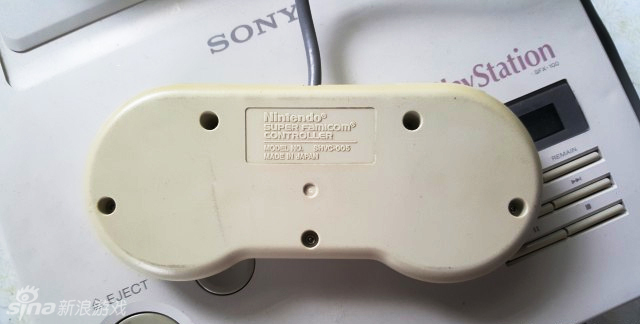 SONY
PlayStation
SFX-100
Nintendo®
SUPER Famicom®
CONTROLLER
MODEL NO. SHVC-005
MADE IN JAPAN
REMAIN
EJECT
sina新浪游戏